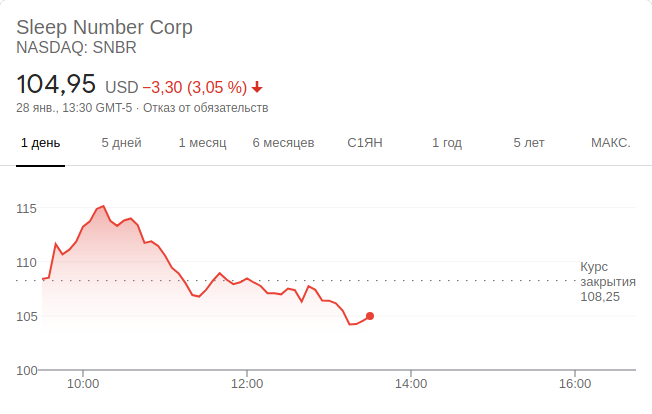 Sleep Number Corp
NASDAQ: SNBR
104,95 USD −3,30 (3,05 %)
28 янв., 13:30 GMT-5 · Отказ от обязательств
1 день 5 дней 1 месяц 6 месяцев С1ЯН 1 год 5 лет МАКС.
115
110
Курс
закрытия
108,25
105
100
10:00 12:00 14:00 16:00